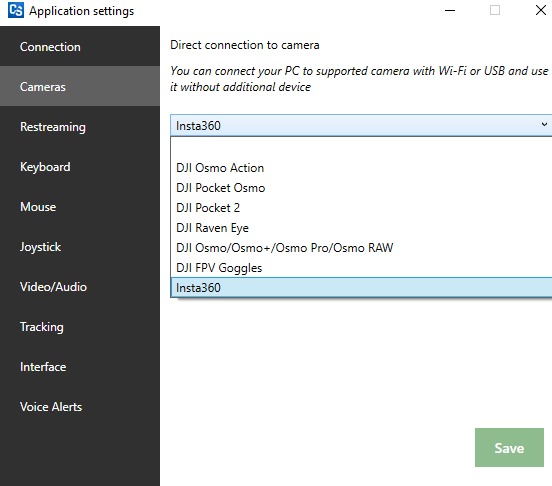 CS Application settings
Connection
Cameras
Restreaming
Keyboard
Mouse
Joystick
Video/Audio
Tracking
Interface
Voice Alerts
Direct connection to camera
You can connect your PC to supported camera with Wi-Fi or USB and use
it without additional device
Insta360
DJI Osmo Action
DJI Pocket Osmo
DJI Pocket 2
DJI Raven Eye
DJI Osmo/Osmo+/Osmo Pro/Osmo RAW
DJI FPV Goggles
Insta360
Save